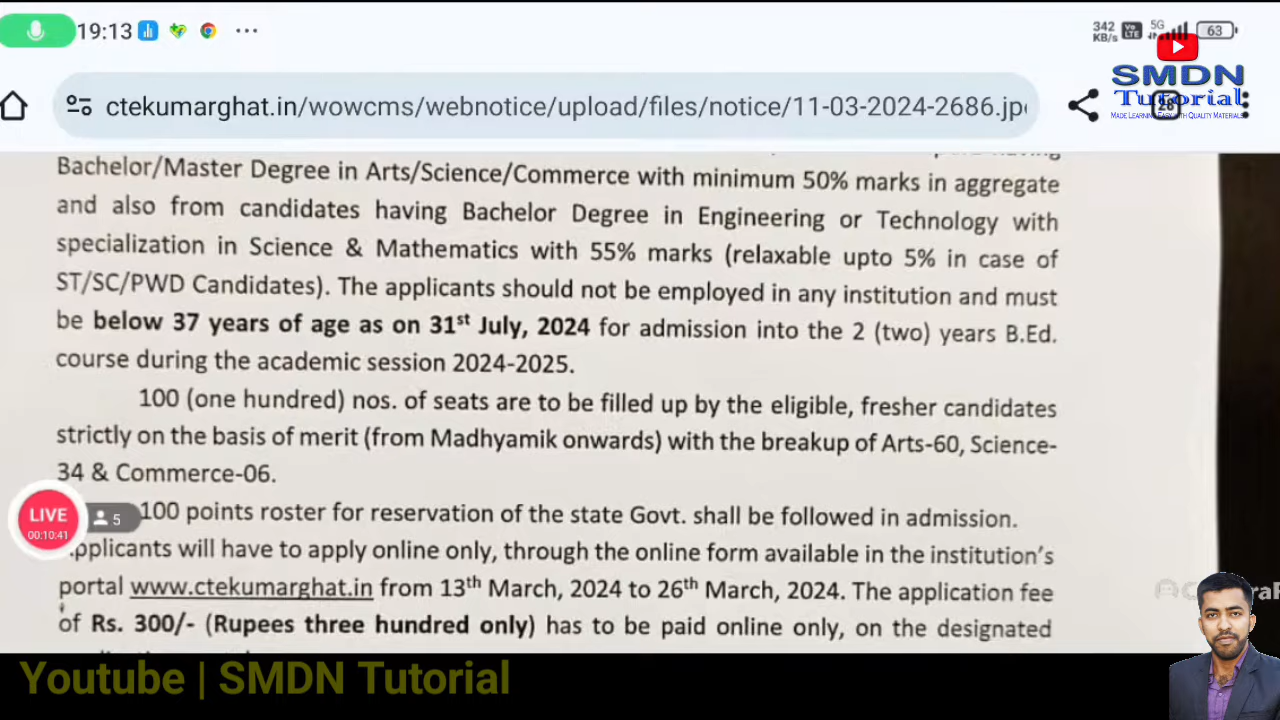 19:13
342 KB/s
Vo LTE
5G
63
SMDN
Tutorial
MADE LEARNING EASY WITH QUALITY MATERIALS
28
ctekumarghat.in/wowcms/webnotice/upload/files/notice/11-03-2024-2686.jp
having
Bachelor/Master Degree in Arts/Science/Commerce with minimum 50% marks in aggregate
and also from candidates having Bachelor Degree in Engineering or Technology with
specialization in Science & Mathematics with 55% marks (relaxable upto 5% in case of
ST/SC/PWD Candidates). The applicants should not be employed in any institution and must
be below 37 years of age as on 31st July, 2024 for admission into the 2 (two) years B.Ed.
course during the academic session 2024-2025.
100 (one hundred) nos. of seats are to be filled up by the eligible, fresher candidates
strictly on the basis of merit (from Madhyamik onwards) with the breakup of Arts-60, Science-
34 & Commerce-06.
LIVE
00:10:41
5
100 points roster for reservation of the state Govt. shall be followed in admission.
pplicants will have to apply online only, through the online form available in the institution's
portal www.ctekumarghat.in from 13th March, 2024 to 26th March, 2024. The application fee
of Rs. 300/- (Rupees three hundred only) has to be paid online only, on the designated
Youtube | SMDN Tutorial